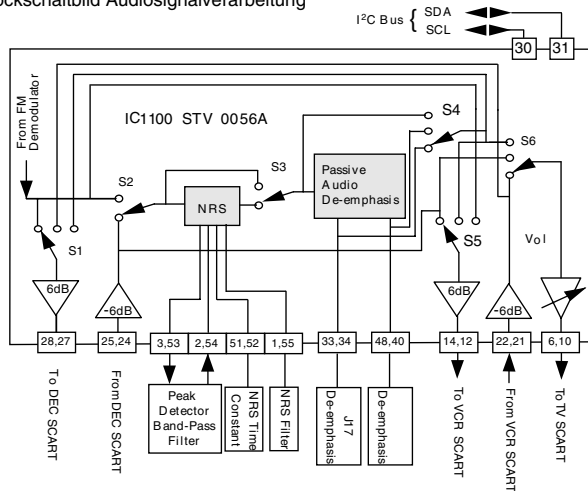 ockschaltbild Audiosignalverarbeitung
I²C Bus { SDA
SCL
30 31
From FM
Demodulator
IC1100 STV 0056A
S4
S6
S2
S3
NRS
Passive
Audio
De-emphasis
S1
S5
Vol
6dB
-6dB
6dB
-6dB
28,27 25,24 3,53 2,54 51,52 1,55 33,34 48,40 14,12 22,21 6,10
To DEC SCART
From DEC SCART
Peak
Detector
Band-Pass
Filter
NRS Time
Constant
NRS Filter
J17
De-emphasis
De-emphasis
To VCR SCART
From VCR SCART
To TV SCART